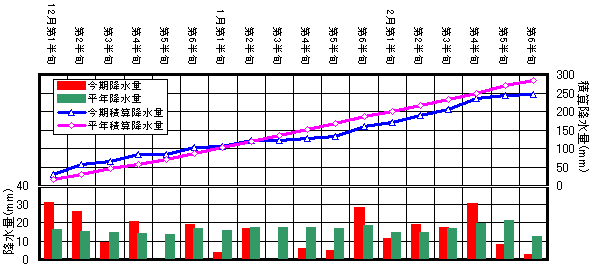 12月第1半旬
第2半旬
第3半旬
第4半旬
第5半旬
第6半旬
1月第1半旬
第2半旬
第3半旬
第4半旬
第5半旬
第6半旬
2月第1半旬
第2半旬
第3半旬
第4半旬
第5半旬
第6半旬
今期降水量
平年降水量
今期積算降水量
平年積算降水量
300
250
200
150
100
50
0
積算降水量(mm)
40
30
20
10
0
降水量(mm)